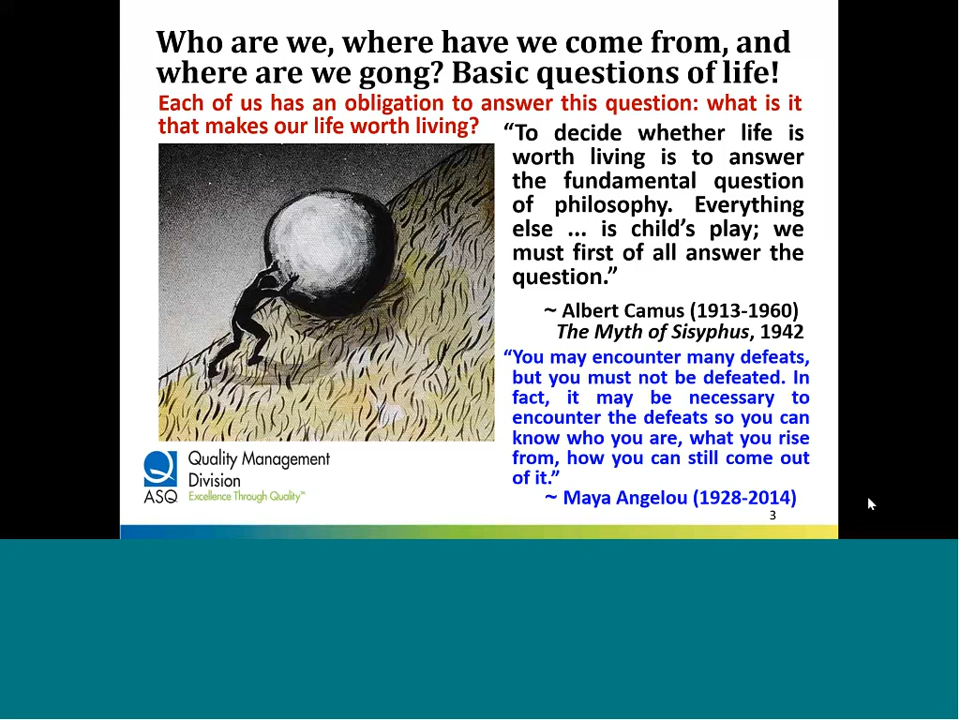 Who are we, where have we come from, and
where are we gong? Basic questions of life!
Each of us has an obligation to answer this question: what is it
that makes our life worth living?
“To decide whether life is
worth living is to answer
the fundamental question
of philosophy. Everything
else ... is child’s play; we
must first of all answer the
question.”
~ Albert Camus (1913-1960)
The Myth of Sisyphus, 1942
“You may encounter many defeats,
but you must not be defeated. In
fact, it may be necessary to
encounter the defeats so you can
know who you are, what you rise
from, how you can still come out
of it.”
~ Maya Angelou (1928-2014)
Quality Management
Division
ASQ Excellence Through Quality™
3